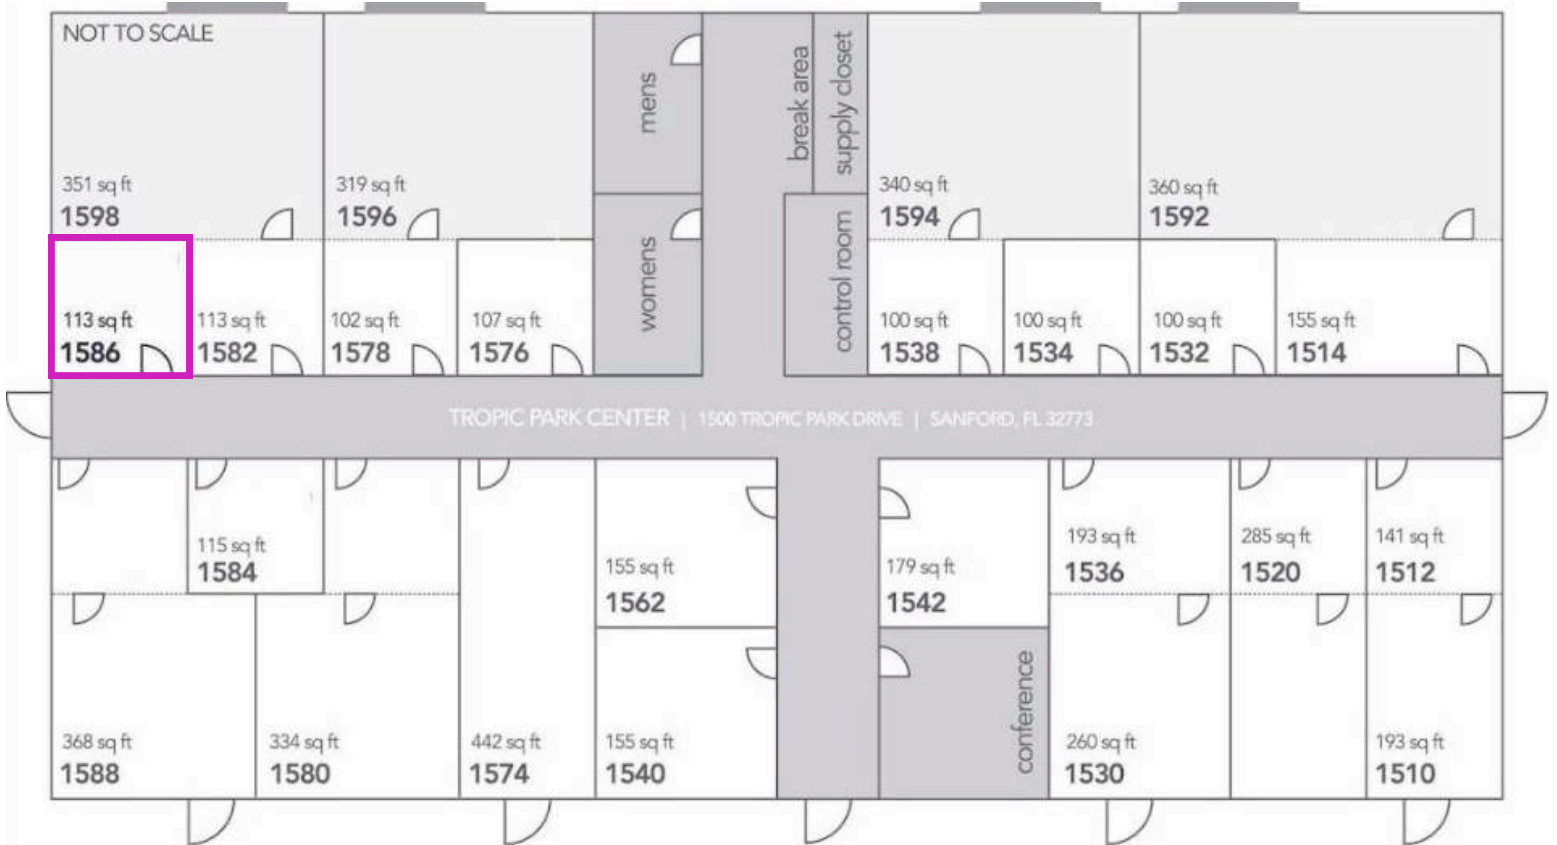 NOT TO SCALE
351 sq ft
1598
319 sq ft
1596
mens
womens
break area
supply closet
control room
340 sq ft
1594
360 sq ft
1592
113 sq ft
1586
113 sq ft
1582
102 sq ft
1578
107 sq ft
1576
100 sq ft
1538
100 sq ft
1534
100 sq ft
1532
155 sq ft
1514
TROPIC PARK CENTER | 1500 TROPIC PARK DRIVE | SANFORD, FL 32773
115 sq ft
1584
155 sq ft
1562
179 sq ft
1542
193 sq ft
1536
285 sq ft
1520
141 sq ft
1512
368 sq ft
1588
334 sq ft
1580
442 sq ft
1574
155 sq ft
1540
conference
260 sq ft
1530
193 sq ft
1510